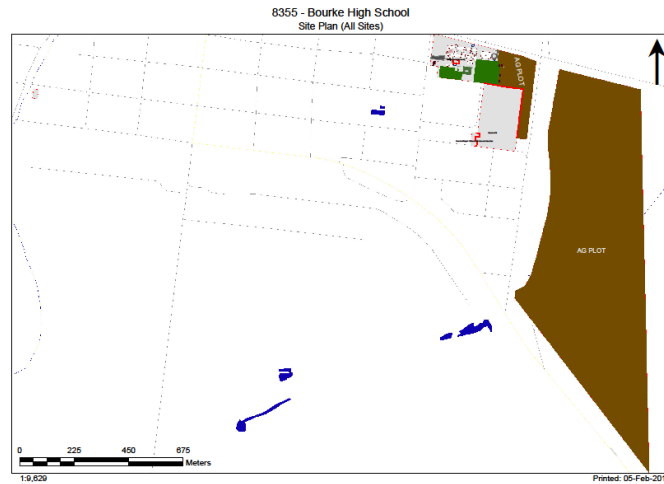 8355 - Bourke High School
Site Plan (All Sites)
AG PLOT
AG PLOT
0 225 450 675
Meters
1:9,629
Printed: 05-Feb-201